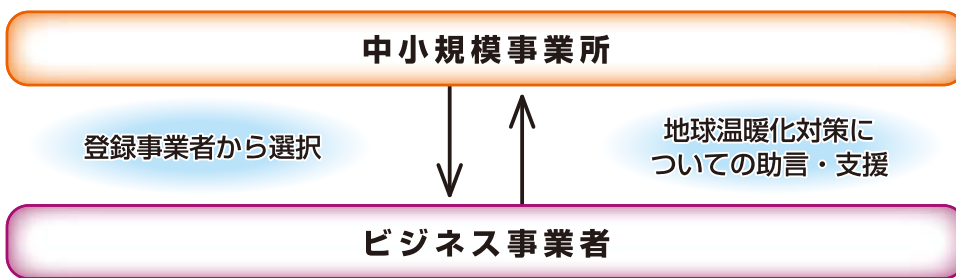 中小規模事業所
登録事業者から選択
地球温暖化対策に
ついての助言・支援
ビジネス事業者